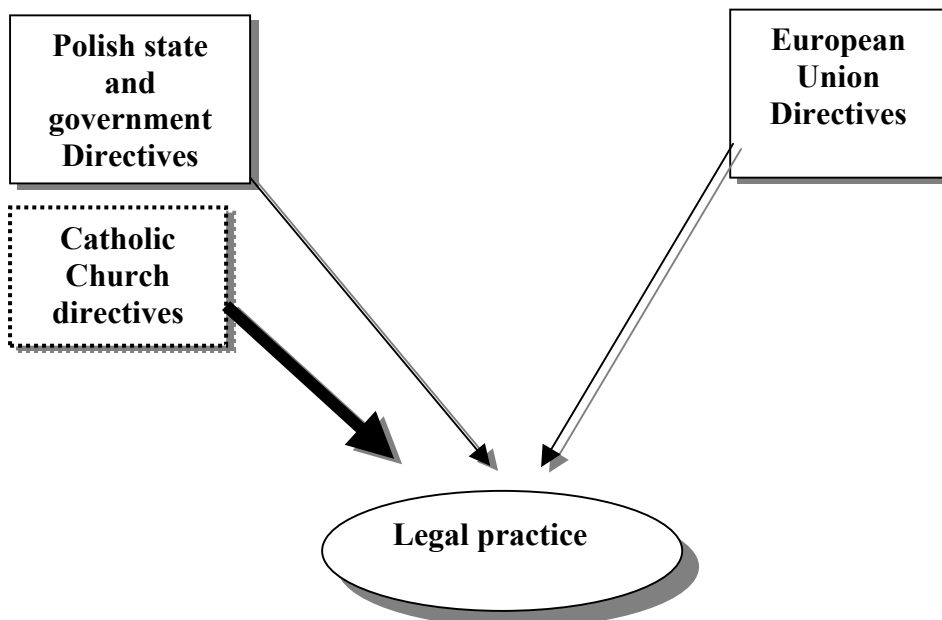 Polish state
and
government
Directives
European
Union
Directives
Catholic
Church
directives
Legal practice